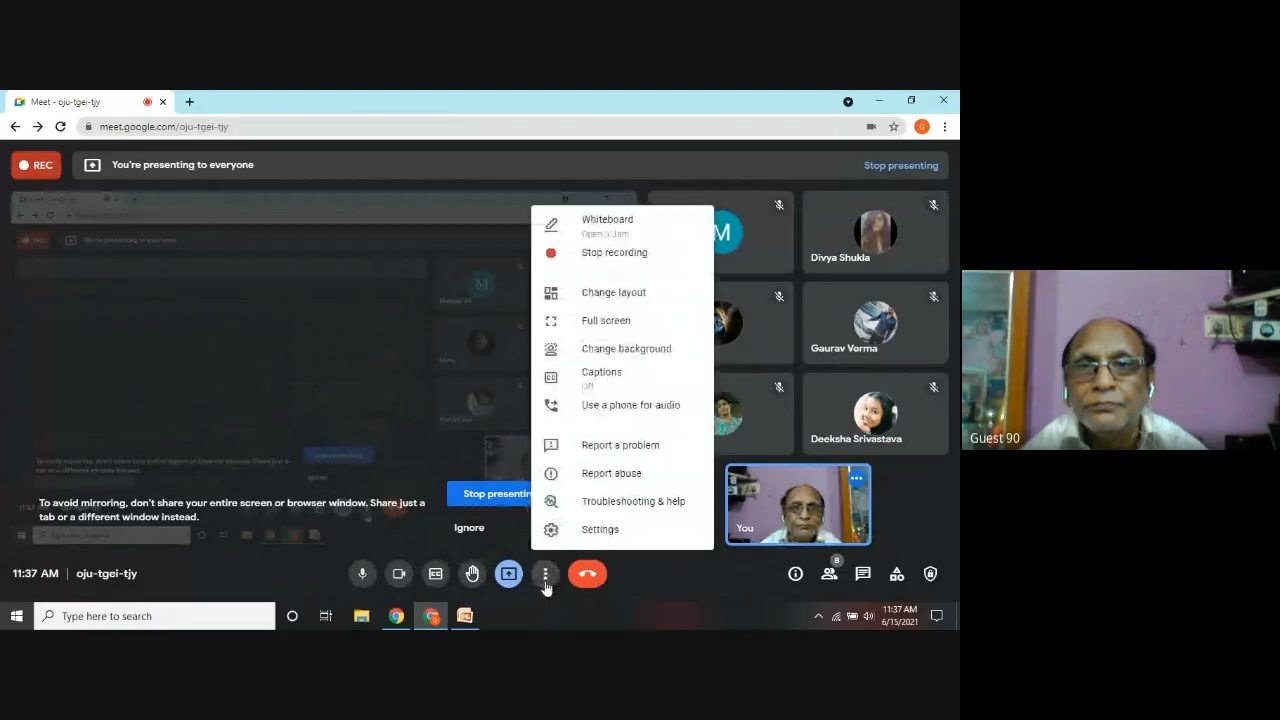 Meet - oju-tgei-tjy
meet.google.com/oju-tgei-tjy
REC
You're presenting to everyone
Stop presenting
Whiteboard
Stop recording
Change layout
Full screen
Change background
Captions
Off
Use a phone for audio
Report a problem
Report abuse
Troubleshooting & help
Settings
M
Divya Shukla
Gaurav Verma
Deeksha Srivastava
You
Guest 90
To avoid mirroring, don't share your entire screen or browser window. Share just a
tab or a different window instead.
Stop presentin
Ignore
11:37 AM | oju-tgei-tjy
8
Type here to search
11:37 AM
6/15/2021